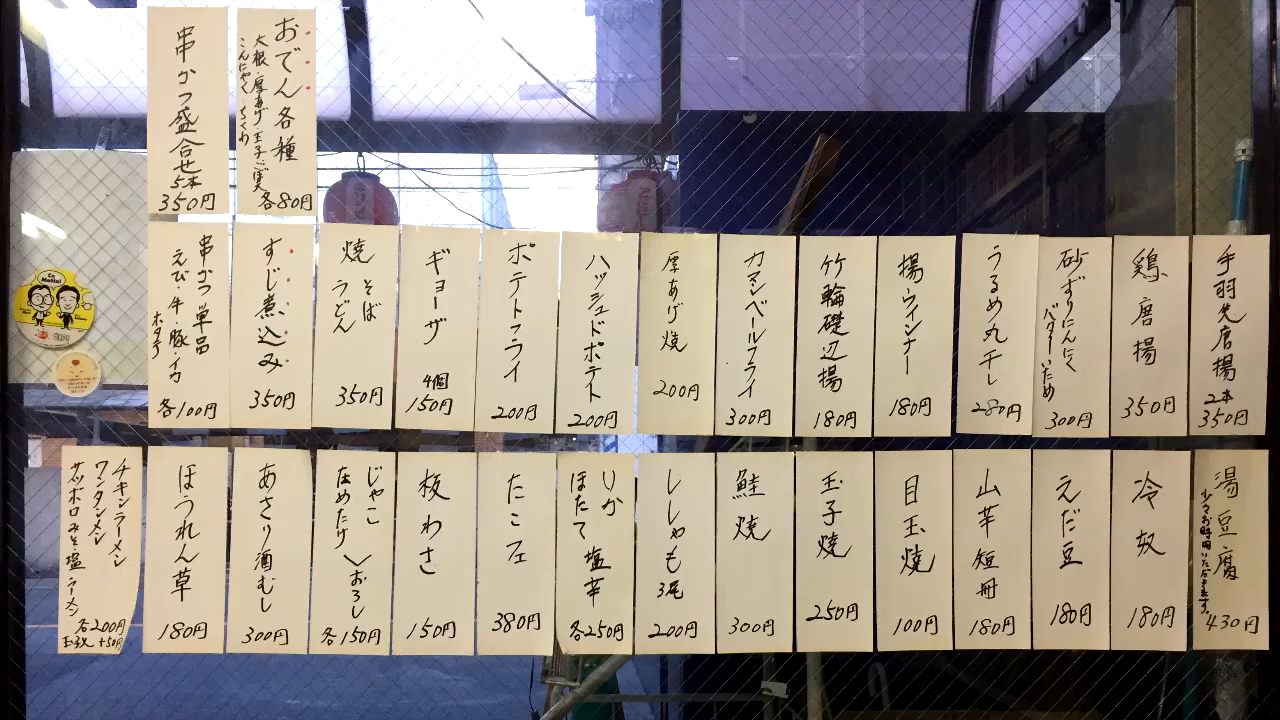 おでん各種
大根・厚あげ・玉子・ごぼ天
こんにゃく ちくわ
各80円
串かつ盛合せ
5本
350円
手羽先唐揚
2本
350円
鶏唐揚
350円
砂ずりにんにく
バターいため
300円
うるめ丸干し
280円
揚ウィンナー
180円
竹輪磯辺揚
180円
カマンベールフライ
300円
厚あげ焼
200円
ハッシュドポテト
200円
ポテトフライ
200円
ギョーザ
4個
150円
焼 そば
うどん
350円
すじ煮込み
350円
串かつ単品
えび・牛・豚・イカ
ホタテ
各100円
湯豆腐
少々お時間いただきます。
430円
冷奴
180円
えだ豆
180円
山芋短冊
180円
目玉焼
100円
玉子焼
250円
鮭焼
300円
ししゃも
3尾
200円
いか
ほたて 塩辛
各250円
たこブ
380円
板わさ
150円
じゃこ
なめたけ おろし
各150円
あさり酒むし
300円
ほうれん草
180円
チキンラーメン
ワンタンメン
サッポロみそ・塩ラーメン
各200円
玉子入 +50円